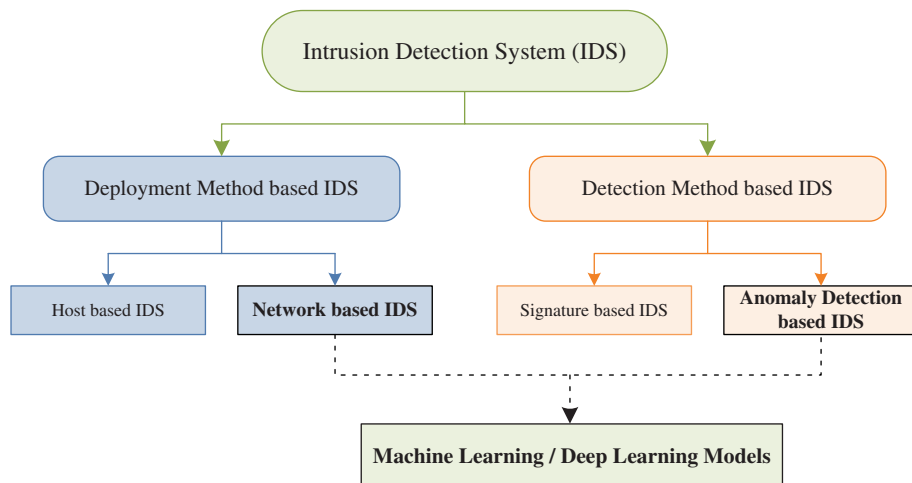 Intrusion Detection System (IDS)
Deployment Method based IDS
Detection Method based IDS
Host based IDS
Network based IDS
Signature based IDS
Anomaly Detection
based IDS
Machine Learning / Deep Learning Models